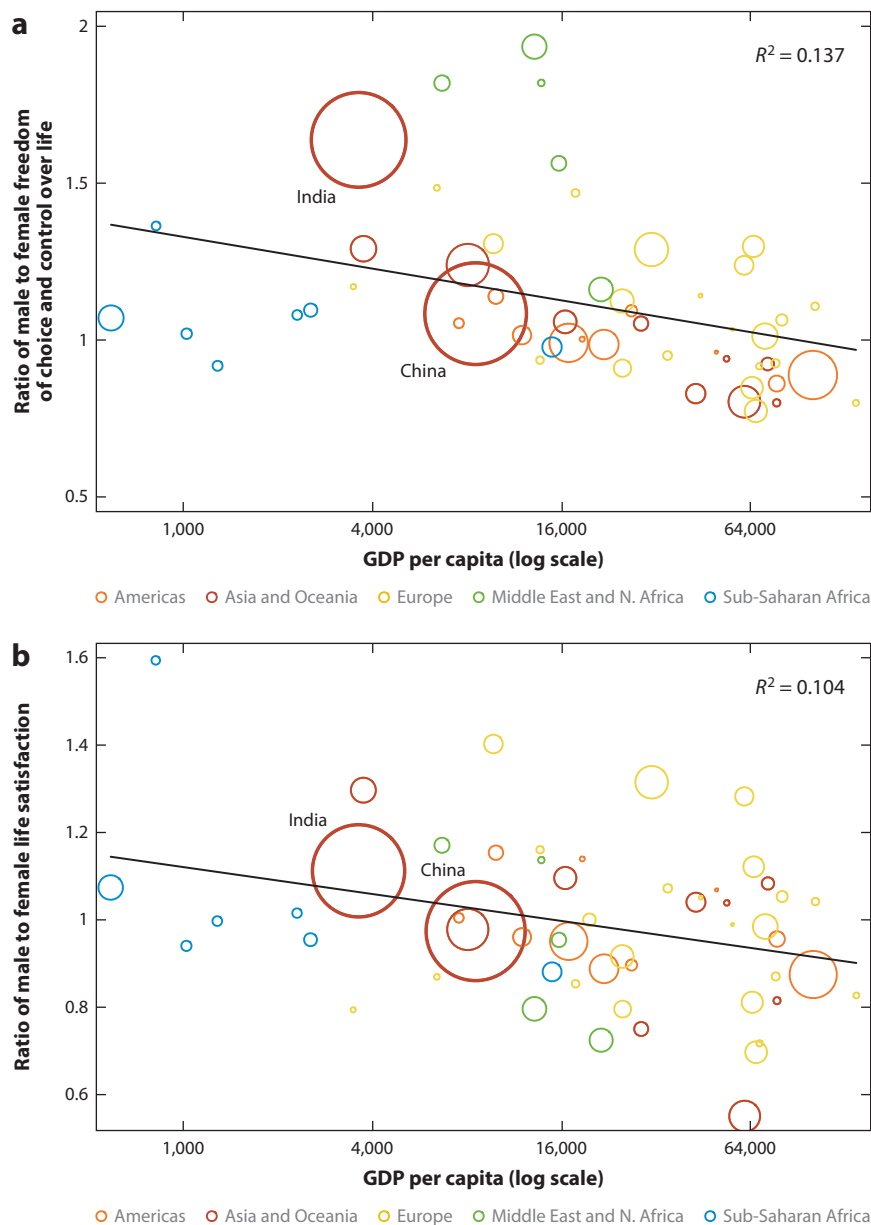 a
Ratio of male to female freedom
of choice and control over life
2
1.5
1
0.5
R² = 0.137
India
China
1,000
4,000
16,000
64,000
GDP per capita (log scale)
Americas Asia and Oceania Europe Middle East and N. Africa Sub-Saharan Africa
b
Ratio of male to female life satisfaction
1.6
1.4
1.2
1
0.8
0.6
R² = 0.104
India
China
1,000
4,000
16,000
64,000
GDP per capita (log scale)
Americas Asia and Oceania Europe Middle East and N. Africa Sub-Saharan Africa